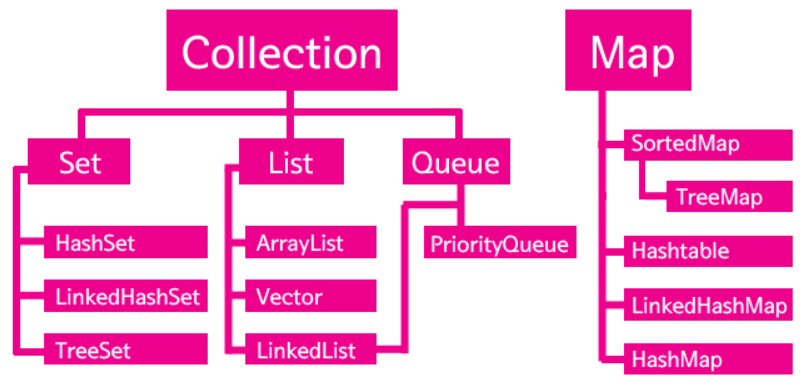 Collection
Map
Set
List
Queue
SortedMap
TreeMap
HashSet
ArrayList
PriorityQueue
Hashtable
LinkedHashSet
Vector
LinkedHashMap
TreeSet
LinkedList
HashMap